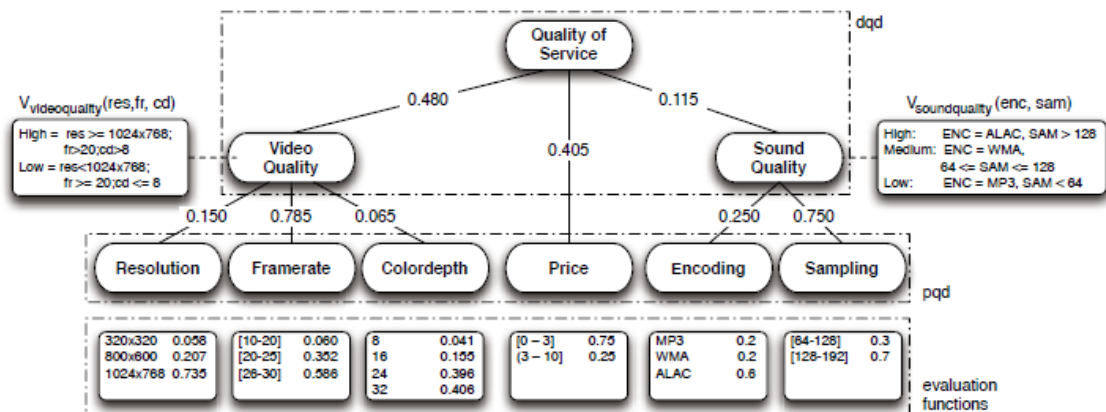 dqd
Quality of
Service
0.480
0.115
0.405
Vvideoquality(res,fr, cd)
High = res >= 1024x768;
fr>20;cd>8
Low = res<1024x768;
fr >= 20;cd <= 8
Video
Quality
Sound
Quality
Vsoundquality(enc, sam)
High: ENC = ALAC, SAM > 128
Medium: ENC = WMA,
64 <= SAM <= 128
Low: ENC = MP3, SAM < 64
0.150
0.785
0.065
0.250
0.750
Resolution
Framerate
Colordepth
Price
Encoding
Sampling
pqd
320x320 0.058
800x600 0.207
1024x768 0.735
[10-20] 0.060
[20-25] 0.352
[26-30] 0.586
8 0.041
16 0.155
24 0.396
32 0.406
[0 – 3] 0.75
(3 – 10] 0.25
MP3 0.2
WMA 0.2
ALAC 0.6
[64-128] 0.3
[128-192] 0.7
evaluation
functions